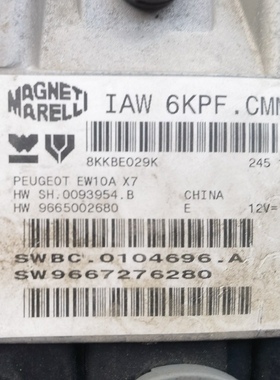 MAGNETI
MARELLI
IAW 6KPF.CMM
8KKBE029K 245
PEUGEOT EW10A X7
HW SH.0093954.B CHINA
HW 9665002680 E 12V=
SWBC.0104696.A
SW9667276280